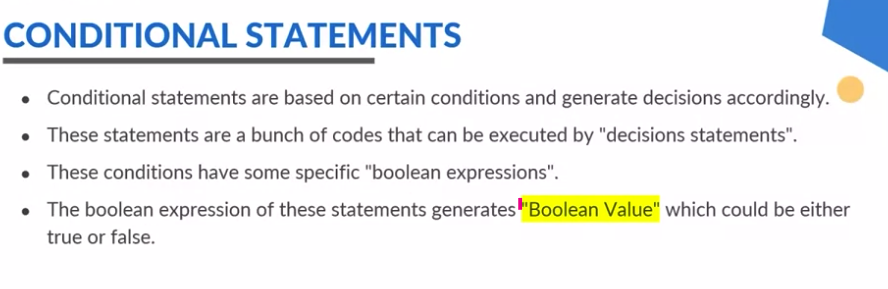 CONDITIONAL STATEMENTS
• Conditional statements are based on certain conditions and generate decisions accordingly.
• These statements are a bunch of codes that can be executed by "decisions statements".
• These conditions have some specific "boolean expressions".
• The boolean expression of these statements generates "Boolean Value" which could be either
true or false.